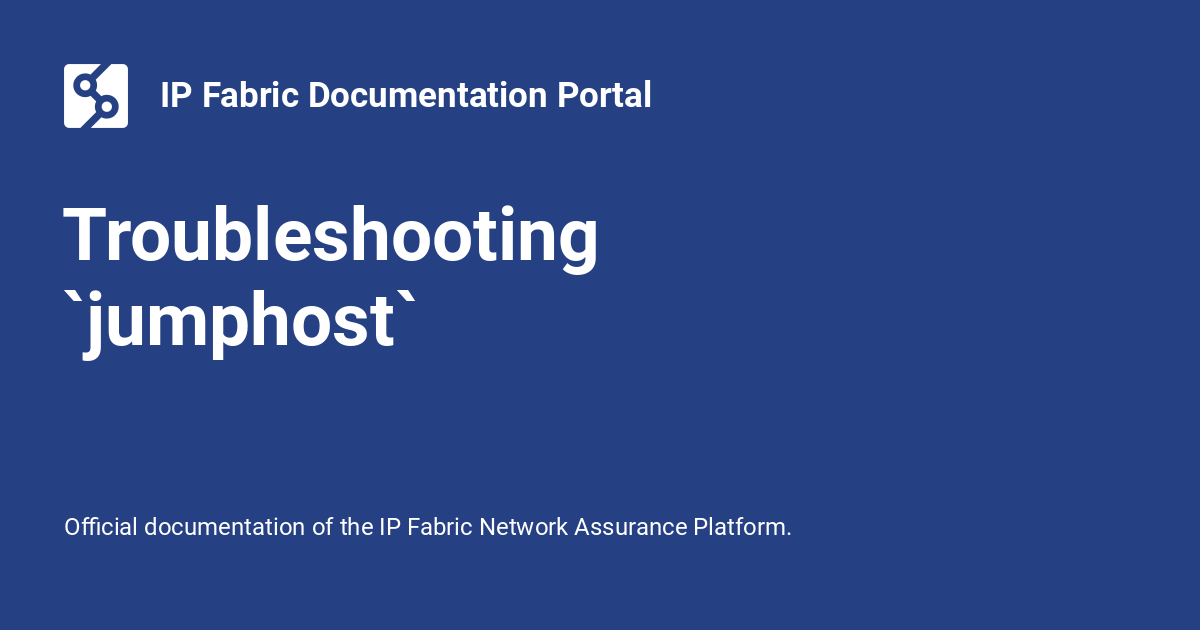 IP Fabric Documentation Portal
Troubleshooting
`jumphost`
Official documentation of the IP Fabric Network Assurance Platform.